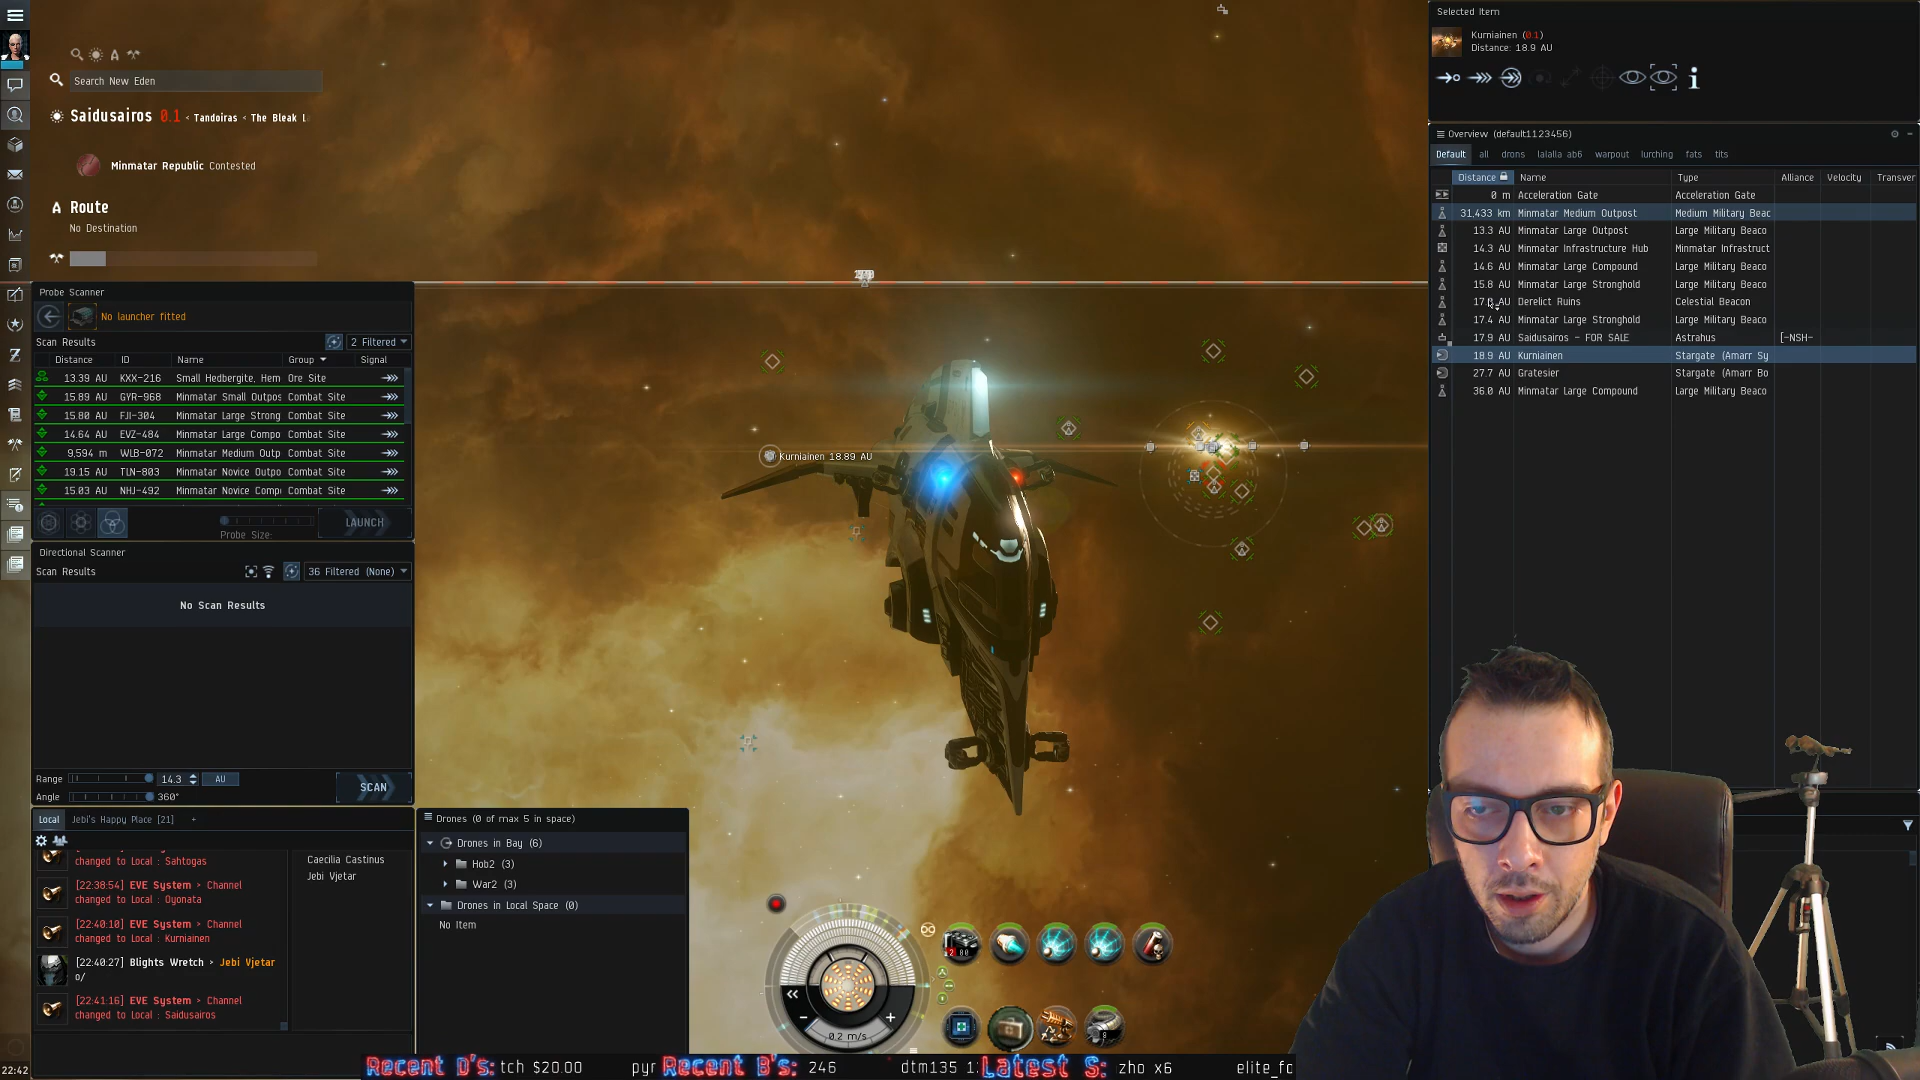 Search New Eden
Saidusairos 0.1 < Tandoiras < The Bleak L
Minmatar Republic Contested
Route
No Destination
Probe Scanner
No launcher fitted
Scan Results
2 Filtered
Distance ID Name Group Signal
13.39 AU KXX-216 Small Hedbergite, Hem Ore Site
15.89 AU GYR-968 Minmatar Small Outpos Combat Site
15.80 AU FJI-304 Minmatar Large Strong Combat Site
14.64 AU EVZ-484 Minmatar Large Compo Combat Site
9,594 m WLB-072 Minmatar Medium Outp Combat Site
19.15 AU TLN-803 Minmatar Novice Outpo Combat Site
15.03 AU NHJ-492 Minmatar Novice Comp Combat Site
Probe Size:
LAUNCH
Directional Scanner
Scan Results
36 Filtered (None)
No Scan Results
Range 14.3 AU
Angle 360°
SCAN
Local Jebi's Happy Place [21] +
changed to Local : Sahtogas
[22:38:54] EVE System > Channel
changed to Local : Oyonata
[22:40:10] EVE System > Channel
changed to Local : Kurniainen
[22:40:27] Blights Wretch > Jebi Vjetar
o/
[22:41:16] EVE System > Channel
changed to Local : Saidusairos
Caecilia Castinus
Jebi Vjetar
22:42
Kurniainen 18.89 AU
Drones (0 of max 5 in space)
Drones in Bay (6)
Hob2 (3)
War2 (3)
Drones in Local Space (0)
No Item
0.2 m/s
Recent D's: tch $20.00 pyr Recent B's: 246 dtm135 1 Latest S: zho x6 elite_fo
Selected Item
Kurniainen (0.1)
Distance: 18.9 AU
Overview (default1123456)
Default all drons lalalla ab6 warpout lurching fats tits
Distance Name Type Alliance Velocity Transver
0 m Acceleration Gate Acceleration Gate
31,433 km Minmatar Medium Outpost Medium Military Beac
13.3 AU Minmatar Large Outpost Large Military Beaco
14.3 AU Minmatar Infrastructure Hub Minmatar Infrastruct
14.6 AU Minmatar Large Compound Large Military Beaco
15.8 AU Minmatar Large Stronghold Large Military Beaco
AU Derelict Ruins Celestial Beacon
17.4 AU Minmatar Large Stronghold Large Military Beaco
17.9 AU Saidusairos - FOR SALE Astrahus [-NSH-
18.9 AU Kurniainen Stargate (Amarr Sy
27.7 AU Gratesier Stargate (Amarr Bo
36.0 AU Minmatar Large Compound Large Military Beaco